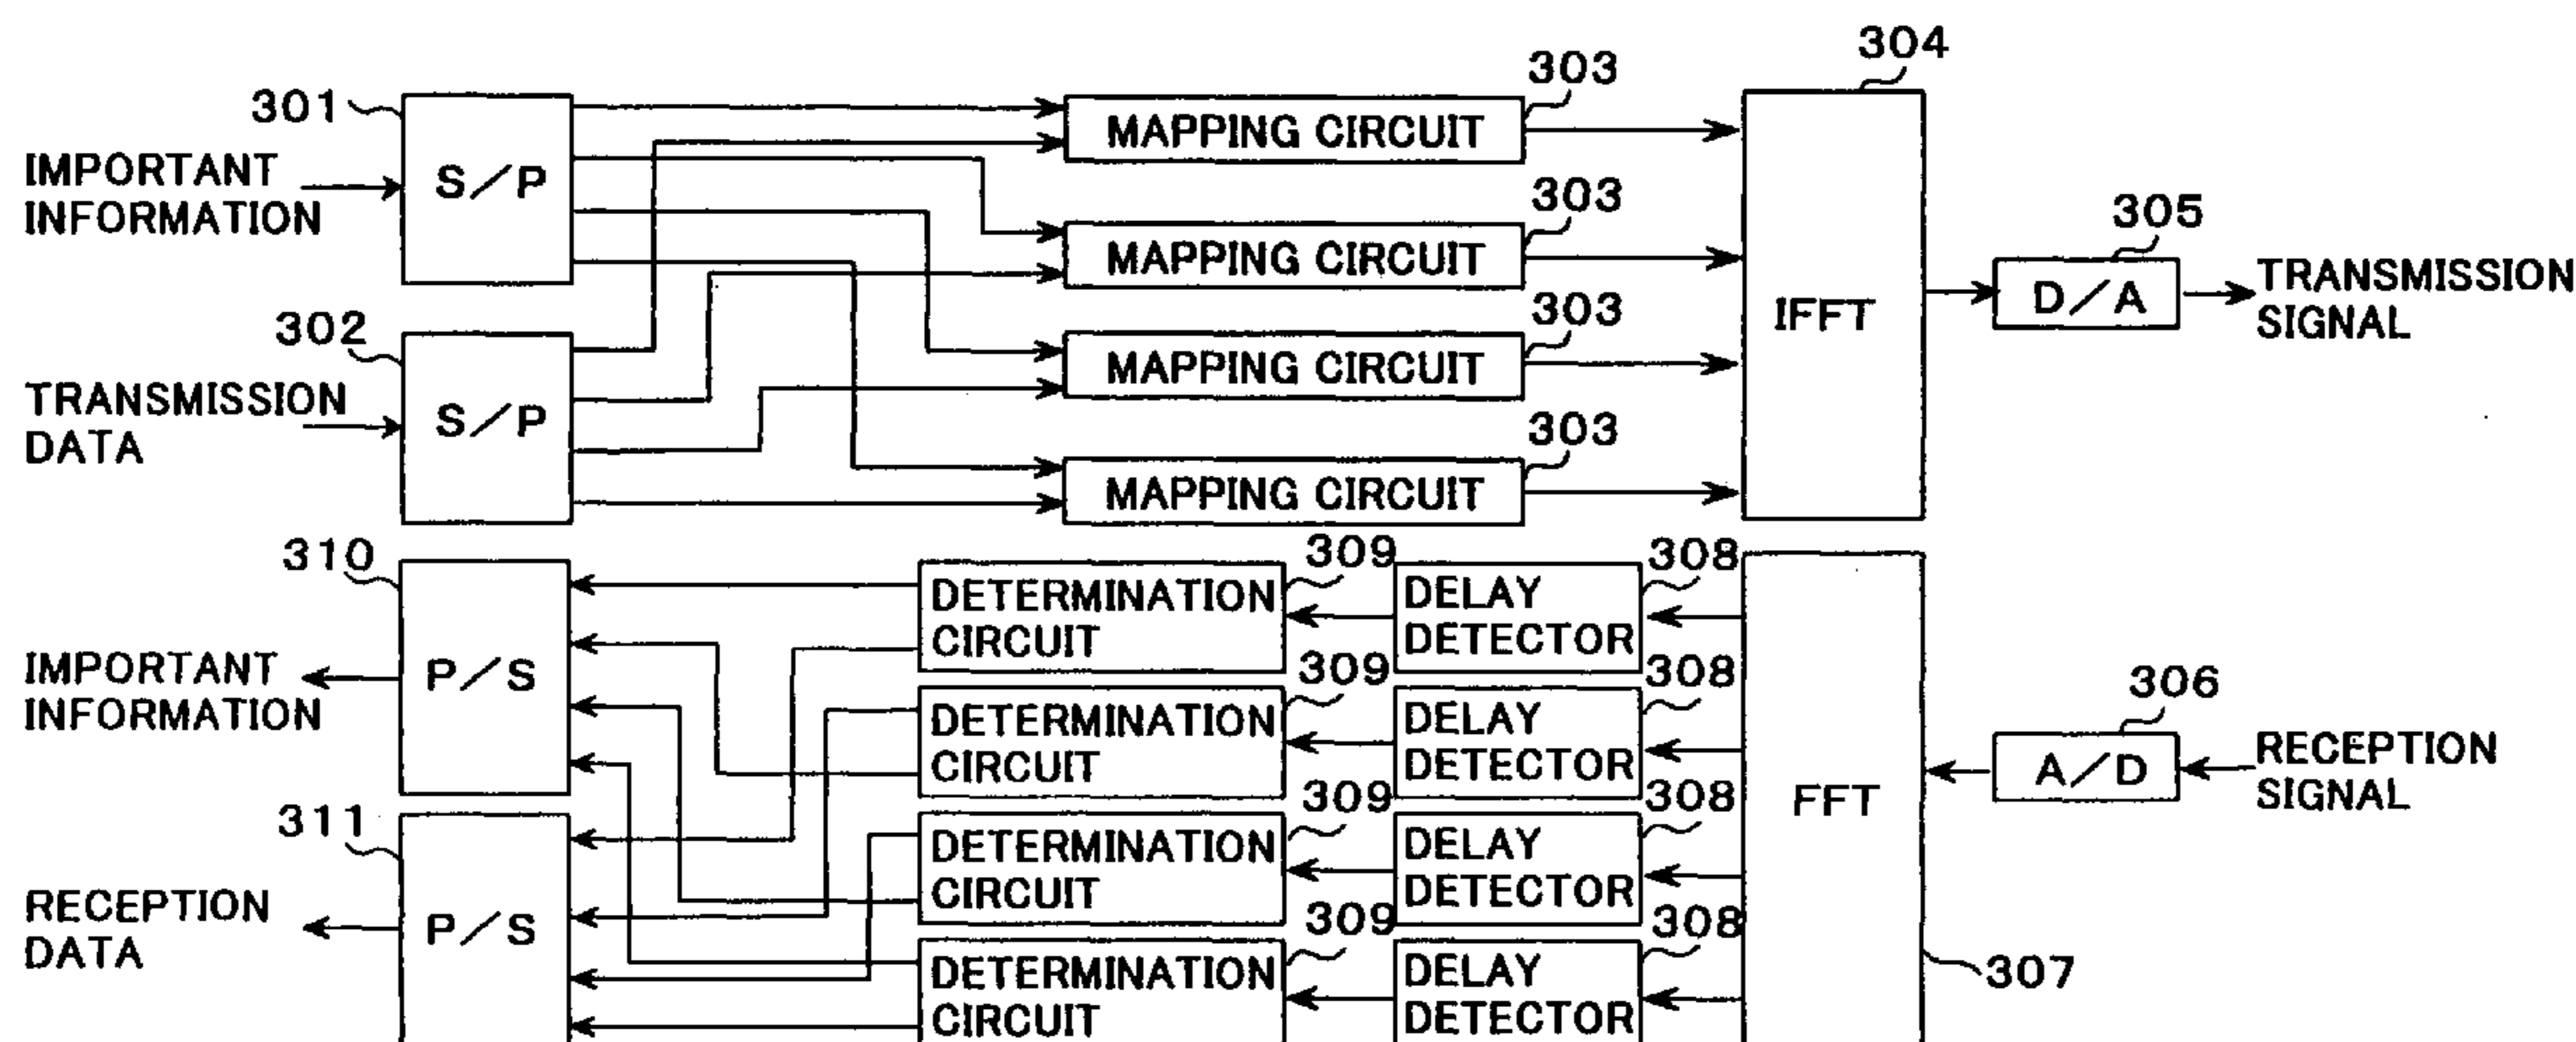 304
303
301
MAPPING CIRCUIT
IMPORTANT
INFORMATION
S/P
303
MAPPING CIRCUIT
305
D/A
TRANSMISSION
SIGNAL
302
303
IFFT
MAPPING CIRCUIT
TRANSMISSION
DATA
S/P
303
MAPPING CIRCUIT
310
309
308
DETERMINATION
CIRCUIT
DELAY
DETECTOR
IMPORTANT
INFORMATION
P/S
309
308
306
DETERMINATION
CIRCUIT
DELAY
DETECTOR
A/D
RECEPTION
SIGNAL
FFT
311
309
308
DETERMINATION
CIRCUIT
DELAY
DETECTOR
RECEPTION
DATA
P/S
309
308
307
DETERMINATION
CIRCUIT
DELAY
DETECTOR